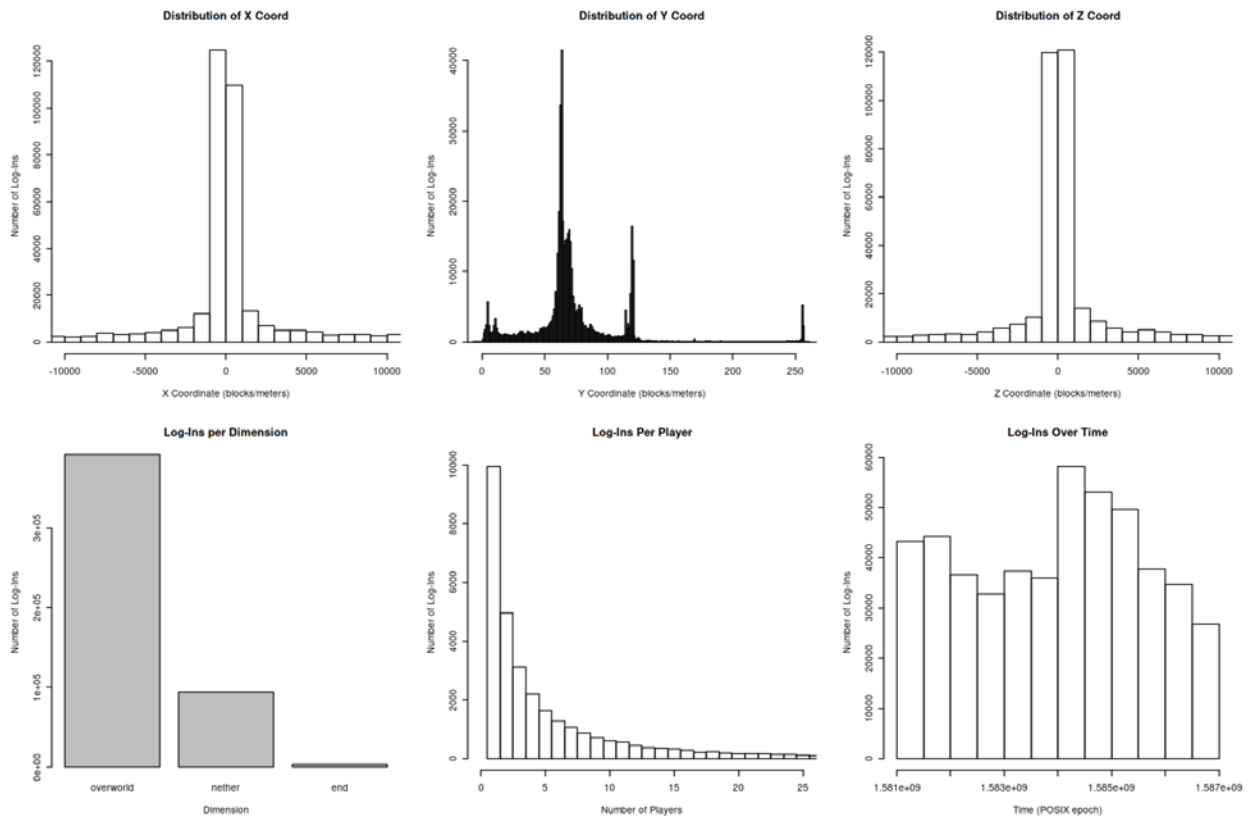 Distribution of X Coord
Number of Log-Ins
0
20000
40000
60000
80000
100000
120000
-10000 -5000 0 5000 10000
X Coordinate (blocks/meters)
Distribution of Y Coord
Number of Log-Ins
0
10000
20000
30000
40000
0 50 100 150 200 250
Y Coordinate (blocks/meters)
Distribution of Z Coord
Number of Log-Ins
0
20000
40000
60000
80000
100000
120000
-10000 -5000 0 5000 10000
Z Coordinate (blocks/meters)
Log-Ins per Dimension
Number of Log-Ins
0e+00
1e+05
2e+05
3e+05
overworld nether end
Dimension
Log-Ins Per Player
Number of Log-Ins
0
2000
4000
6000
8000
10000
0 5 10 15 20 25
Number of Players
Log-Ins Over Time
Number of Log-Ins
0
10000
20000
30000
40000
50000
60000
1.581e+09 1.583e+09 1.585e+09 1.587e+09
Time (POSIX epoch)